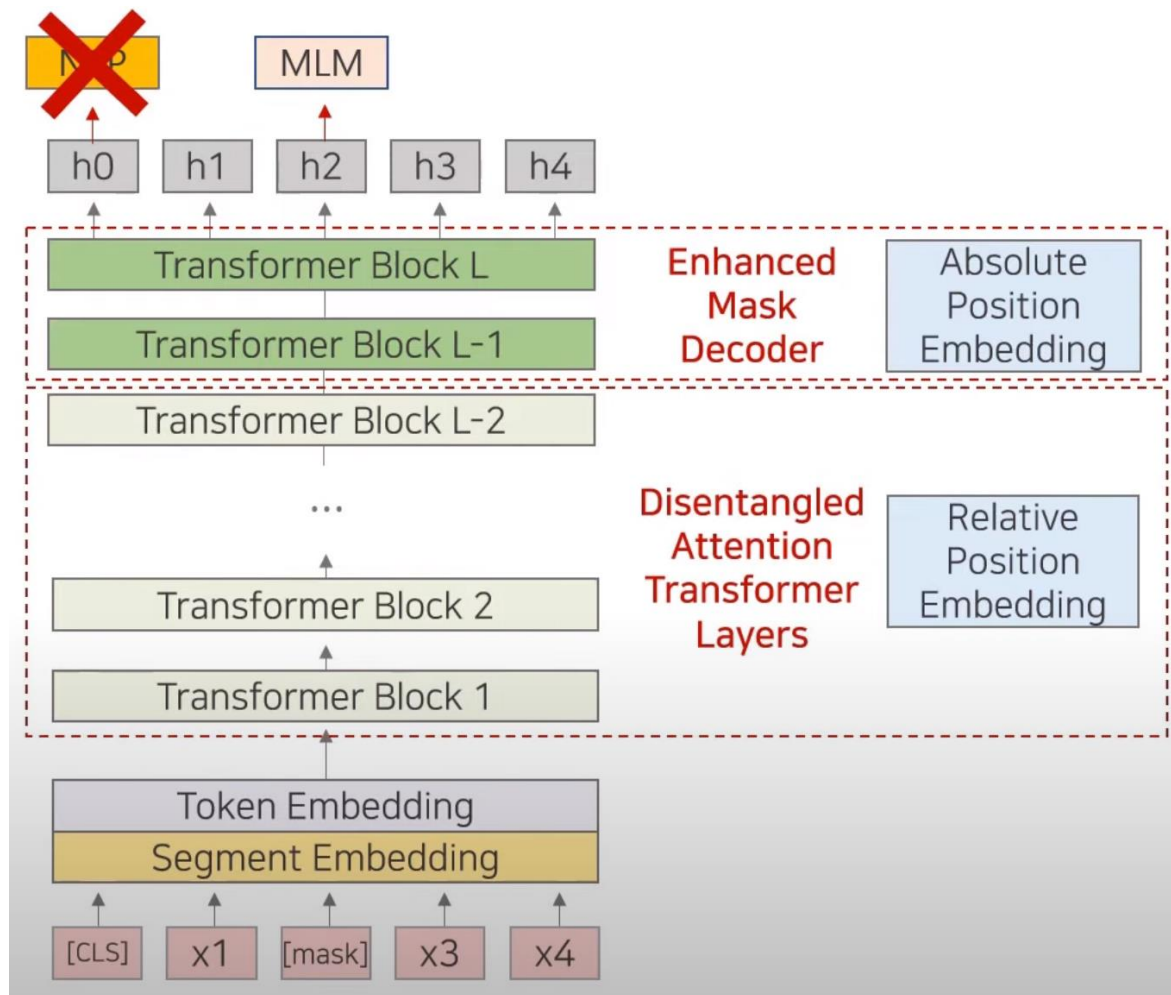 MLM
h0
h1
h2
h3
h4
Transformer Block L
Transformer Block L-1
Enhanced
Mask
Decoder
Absolute
Position
Embedding
Transformer Block L-2
...
Transformer Block 2
Transformer Block 1
Disentangled
Attention
Transformer
Layers
Relative
Position
Embedding
Token Embedding
Segment Embedding
[CLS]
x1
[mask]
x3
x4